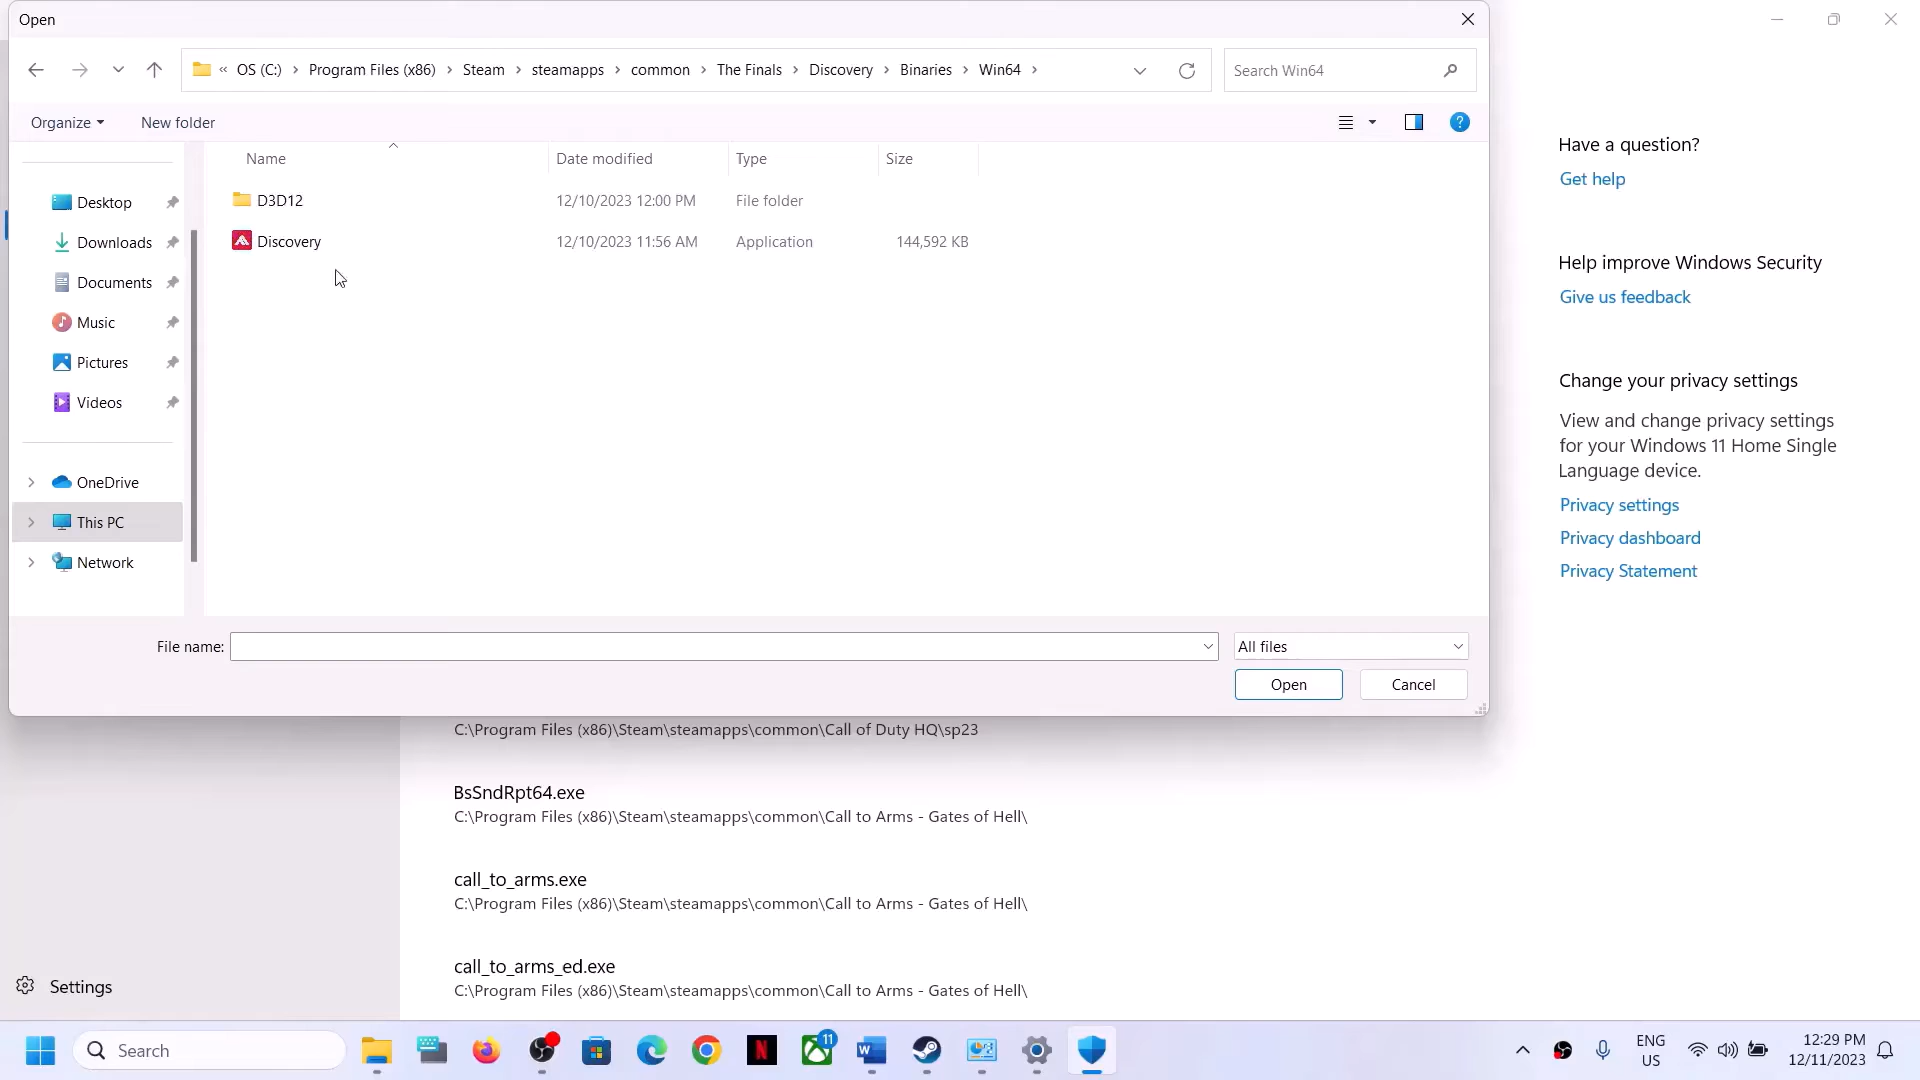 Open
« OS (C:) › Program Files (x86) › Steam › steamapps › common › The Finals › Discovery › Binaries › Win64 ›
Search Win64
Organize
New folder
?
Name
Date modified
Type
Size
D3D12
12/10/2023 12:00 PM
File folder
Discovery
12/10/2023 11:56 AM
Application
144,592 KB
Desktop
Downloads
Documents
Music
Pictures
Videos
OneDrive
This PC
Network
File name:
All files
Open
Cancel
Have a question?
Get help
Help improve Windows Security
Give us feedback
Change your privacy settings
View and change privacy settings
for your Windows 11 Home Single
Language device.
Privacy settings
Privacy dashboard
Privacy Statement
C:\Program Files (x86)\Steam\steamapps\common\Call of Duty HQ\sp23
BsSndRpt64.exe
C:\Program Files (x86)\Steam\steamapps\common\Call to Arms - Gates of Hell\
call_to_arms.exe
C:\Program Files (x86)\Steam\steamapps\common\Call to Arms - Gates of Hell\
call_to_arms_ed.exe
C:\Program Files (x86)\Steam\steamapps\common\Call to Arms - Gates of Hell\
Settings
Search
N
11
W
ENG
US
12:29 PM
12/11/2023